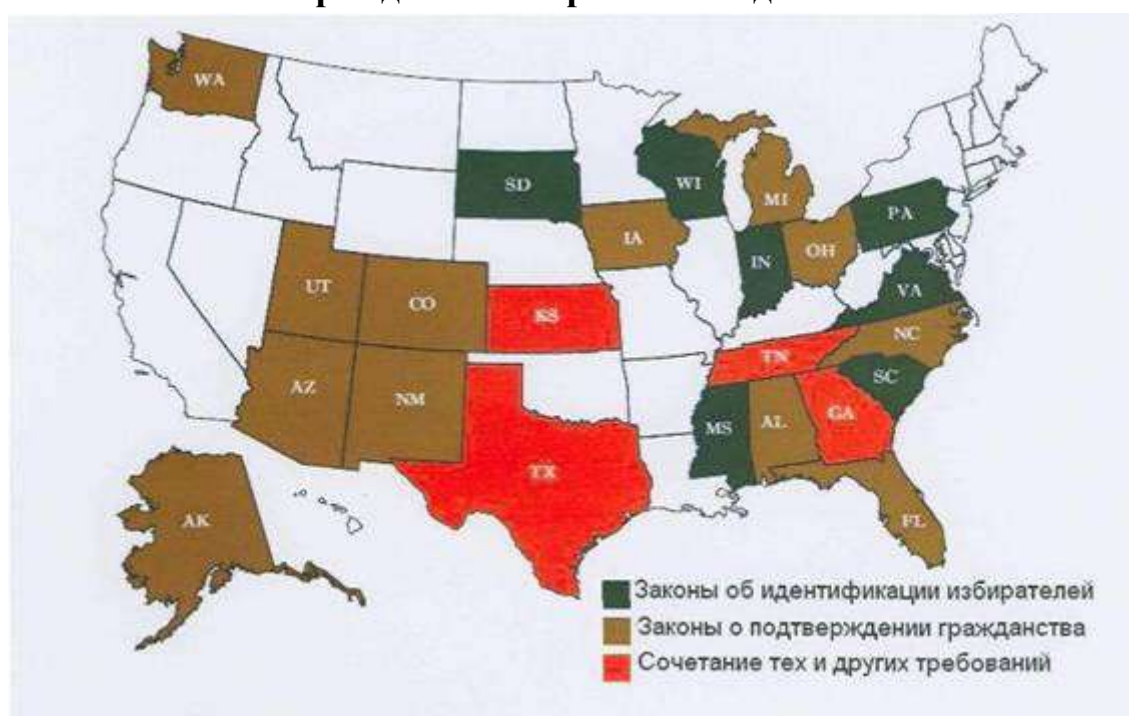 WA
SD
WI
MI
PA
IA
OH
IN
UT
CO
VA
KS
NC
TN
AZ
NM
SC
GA
MS
AL
TX
AK
FL
Законы об идентификации избирателей
Законы о подтверждении гражданства
Сочетание тех и других требований